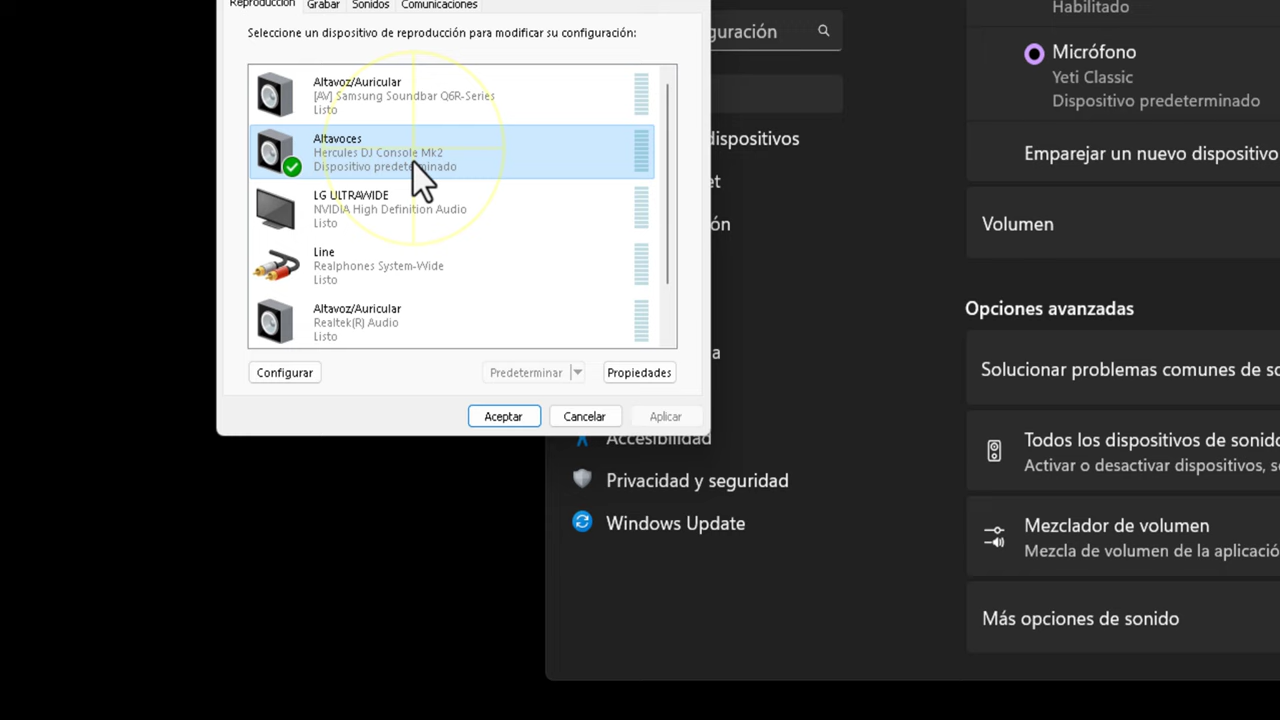 Reproducción Grabar Sonidos Comunicaciones
Seleccione un dispositivo de reproducción para modificar su configuración:
Altavoz/Auricular
[AV] Samsung Soundbar Q6R-Series
Listo
Altavoces
Hercules DJ Console Mk2
Dispositivo predeterminado
LG ULTRAWIDE
NVIDIA High Definition Audio
Listo
Line
Realphones System-Wide
Listo
Altavoz/Auricular
Realtek(R) Audio
Listo
Configurar Predeterminar Propiedades
Aceptar Cancelar Aplicar
guración
dispositivos
et
ón
a
Accesibilidad
Privacidad y seguridad
Windows Update
Habilitado
Micrófono
Yeti Classic
Dispositivo predeterminado
Emparejar un nuevo dispositivo
Volumen
Opciones avanzadas
Solucionar problemas comunes de so
Todos los dispositivos de sonido
Activar o desactivar dispositivos, s
Mezclador de volumen
Mezcla de volumen de la aplicació
Más opciones de sonido